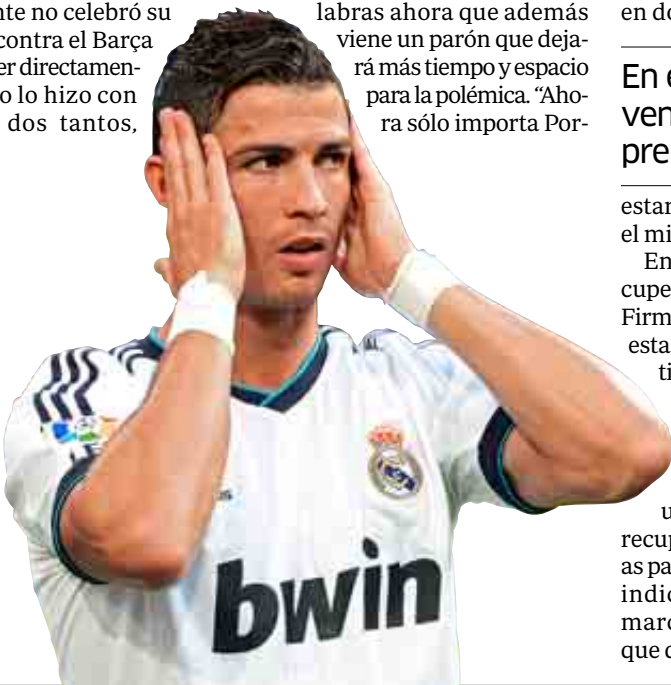 nte no celebró su
contra el Barça
er directamen-
o lo hizo con
dos tantos,
labras ahora que además
viene un parón que deja-
rá más tiempo y espacio
para la polémica. “Aho-
ra sólo importa Por-
bwin
en do
En e
ven
pre
estar
el mi
En
cupe
Firm
esta
ti
u
recup
as pa
indic
marc
que d